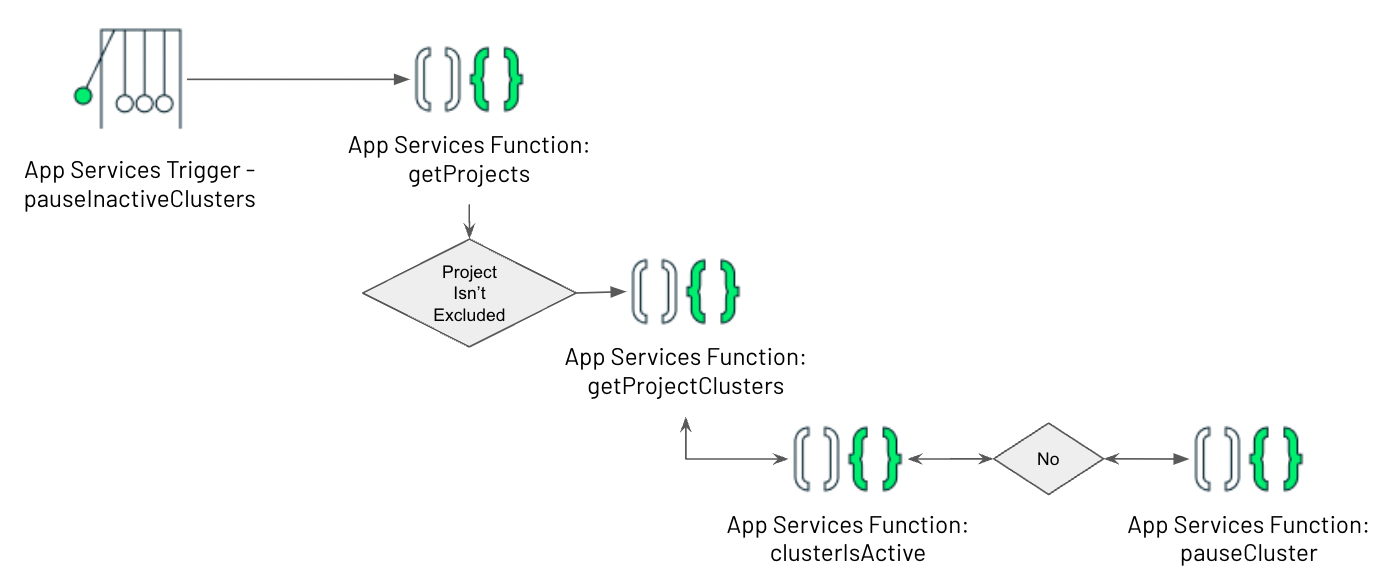 App Services Trigger -
pauseInactiveClusters
App Services Function:
getProjects
Project
Isn't
Excluded
App Services Function:
getProjectClusters
App Services Function:
clusterIsActive
No
App Services Function:
pauseCluster